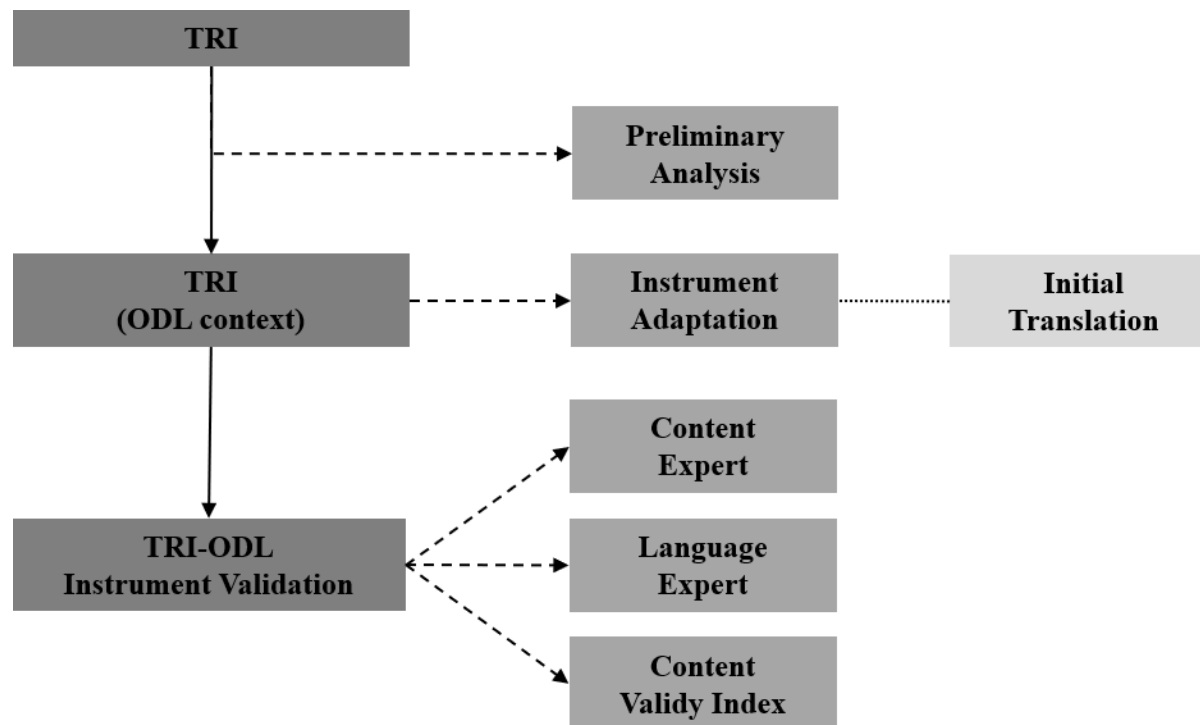 TRI
Preliminary
Analysis
TRI
(ODL context)
Instrument
Adaptation
Initial
Translation
Content
Expert
TRI-ODL
Instrument Validation
Language
Expert
Content
Validy Index